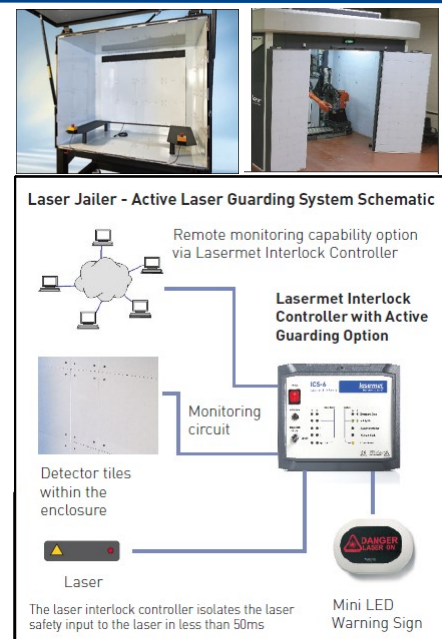 Laser Jailer - Active Laser Guarding System Schematic
Remote monitoring capability option
via Lasermet Interlock Controller
Lasermet Interlock
Controller with Active
Guarding Option
ICS-6
lasermet
Monitoring
circuit
Detector tiles
within the
enclosure
DANGER
LASER ON
Laser
The laser interlock controller isolates the laser
safety input to the laser in less than 50ms
Mini LED
Warning Sign